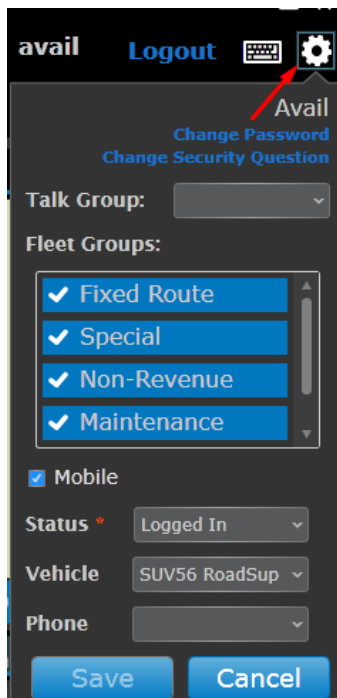 avail Logout
Avail
Change Password
Change Security Question
Talk Group:
Fleet Groups:
Fixed Route
Special
Non-Revenue
Maintenance
Mobile
Status * Logged In
Vehicle SUV56 RoadSup
Phone
Save Cancel